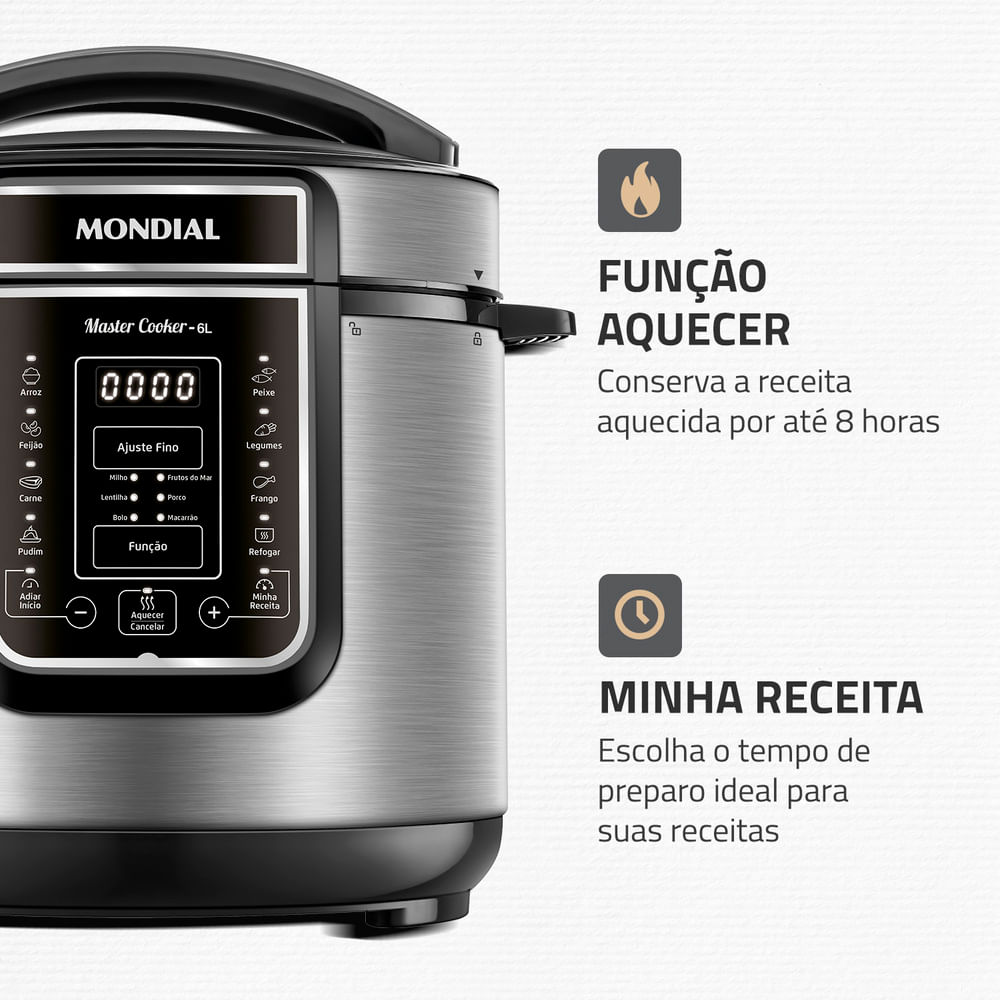 MONDIAL
Master Cooker - 6L
0000
Arroz
Feijão
Carne
Pudim
Adiar
Início
Ajuste Fino
Milho
Frutos do Mar
Lentilha
Porco
Bolo
Macarrão
Função
Aquecer
Cancelar
Peixe
Legumes
Frango
Refogar
Minha
Receita
FUNÇÃO
AQUECER
Conserva a receita
aquecida por até 8 horas
MINHA RECEITA
Escolha o tempo de
preparo ideal para
suas receitas